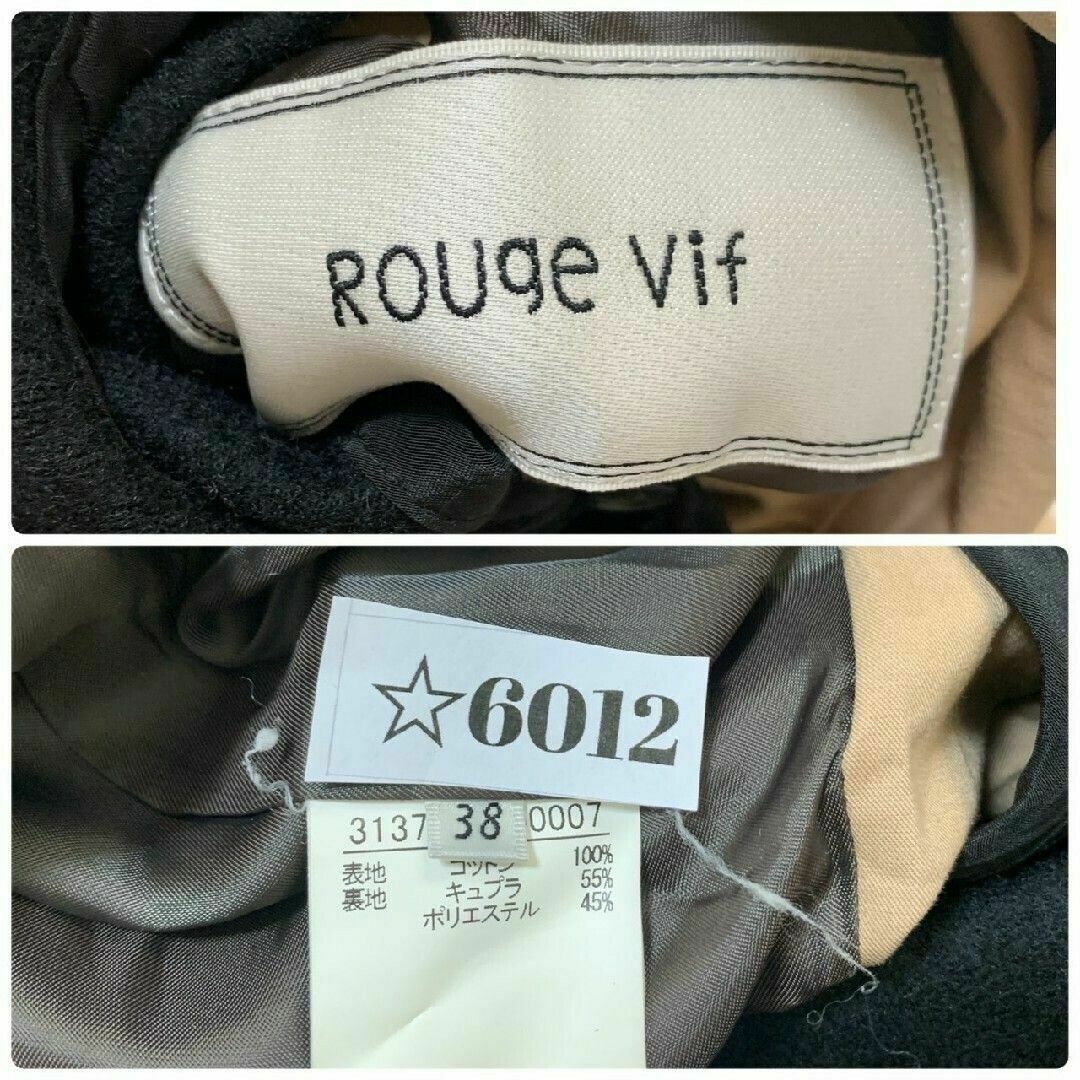 ROUge Vif
☆6012
3137 38 0007
表地 コットン 100%
裏地 キュプラ 55%
ポリエステル 45%